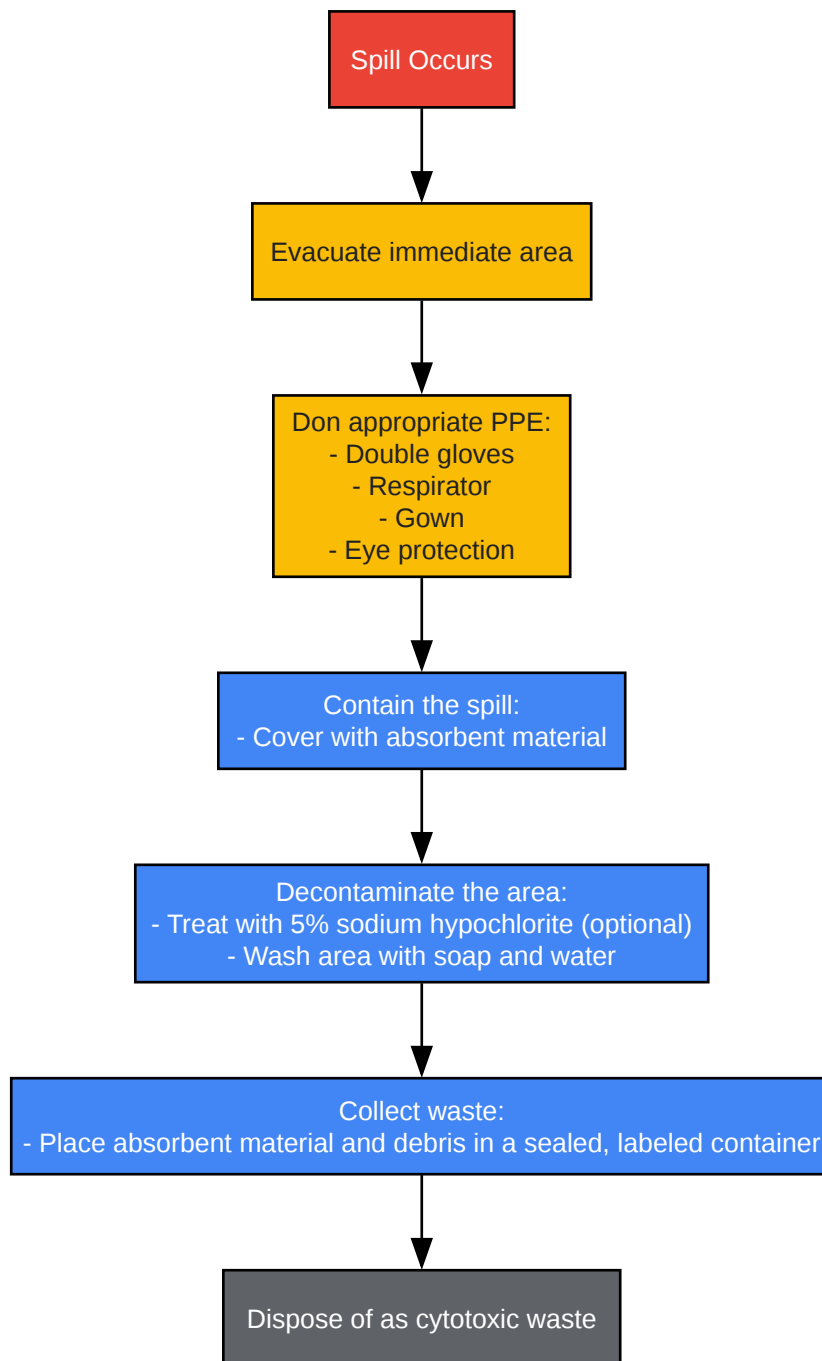 Spill Occurs
Evacuate immediate area
Don appropriate PPE:
- Double gloves
- Respirator
- Gown
- Eye protection
Contain the spill:
- Cover with absorbent material
Decontaminate the area:
- Treat with 5% sodium hypochlorite (optional)
- Wash area with soap and water
Collect waste:
- Place absorbent material and debris in a sealed, labeled container
Dispose of as cytotoxic waste